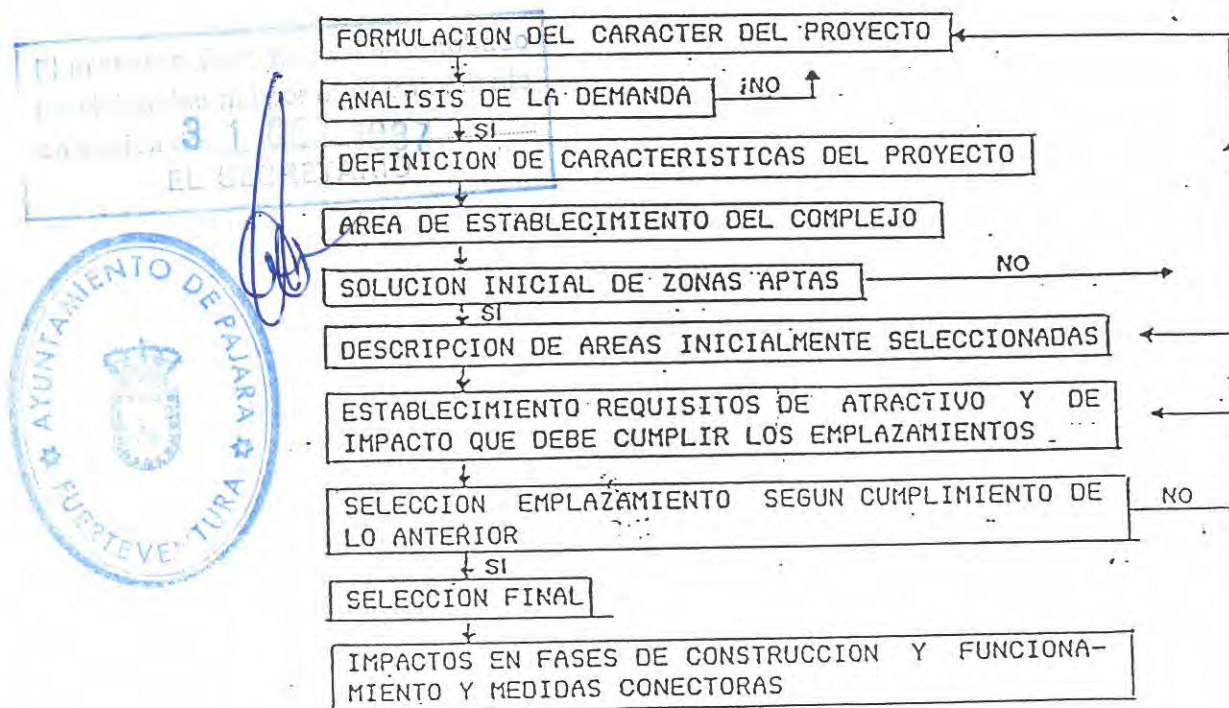 FORMULACION DEL CARACTER DEL PROYECTO
ANALISIS DE LA DEMANDA
¡NO
SI
DEFINICION DE CARACTERISTICAS DEL PROYECTO
AREA DE ESTABLECIMIENTO DEL COMPLEJO
SOLUCION INICIAL DE ZONAS APTAS
NO
SI
DESCRIPCION DE AREAS INICIALMENTE SELECCIONADAS
ESTABLECIMIENTO REQUISITOS DE ATRACTIVO Y DE
IMPACTO QUE DEBE CUMPLIR LOS EMPLAZAMIENTOS
SELECCION EMPLAZAMIENTO SEGUN CUMPLIMIENTO DE
LO ANTERIOR
NO
SI
SELECCION FINAL
IMPACTOS EN FASES DE CONSTRUCCION Y FUNCIONA-
MIENTO Y MEDIDAS CONECTORAS
3 1
EL SECRETARIO
AYUNTAMIENTO DE PAJARA
FUERTEVENTURA